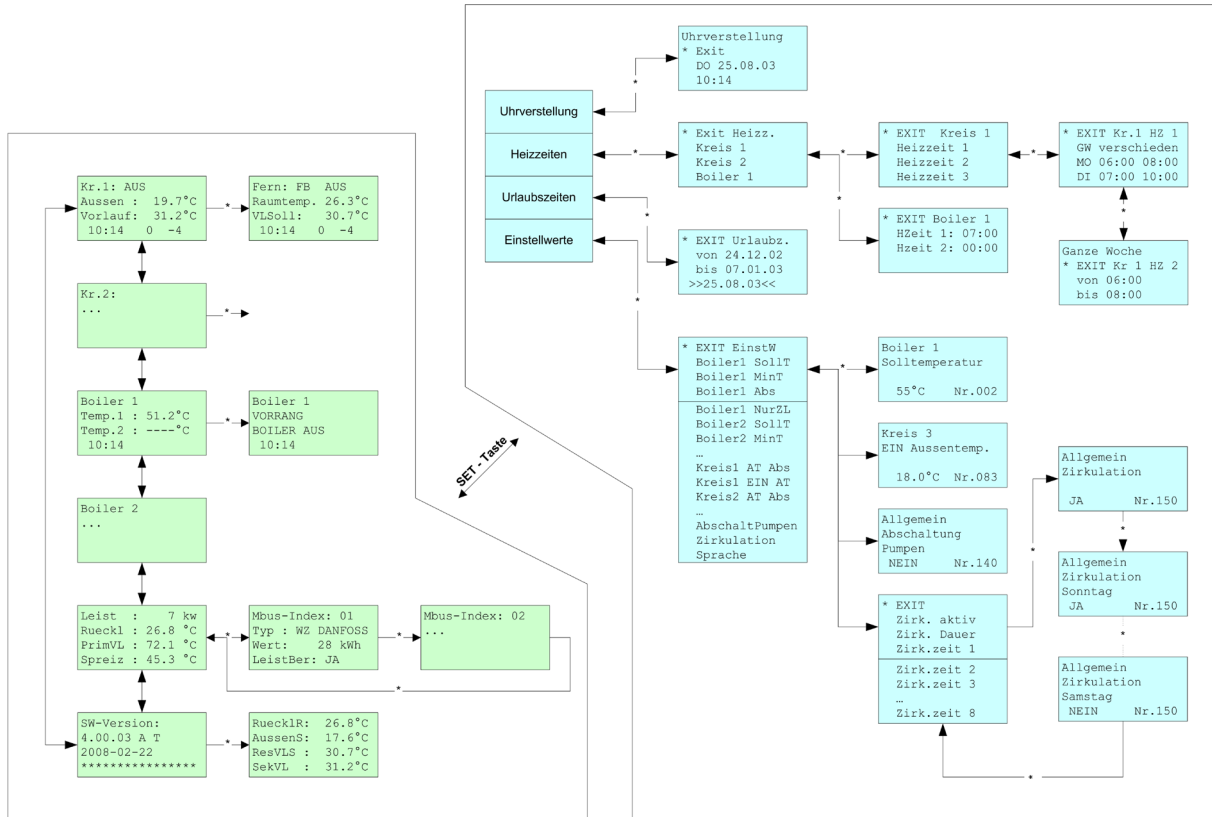 Kr.1: AUS
Aussen :  19.7°C
Vorlauf:  31.2°C
10:14   0  -4
*
Fern: FB  AUS
Raumtemp. 26.3°C
VLSoll:   30.7°C
10:14   0  -4
Kr.2:
...
*
Boiler 1
Temp.1 : 51.2°C
Temp.2 : ----°C
10:14
*
Boiler 1
VORRANG
BOILER AUS
10:14
Boiler 2
...
Leist  :    7 kw
Rueckl : 26.8 °C
PrimVL : 72.1 °C
Spreiz : 45.3 °C
*
Mbus-Index: 01
Typ : WZ DANFOSS
Wert:     28 kWh
LeistBer: JA
*
Mbus-Index: 02
...
*
SW-Version:
4.00.03 A T
2008-02-22
****************
*
RuecklR:  26.8°C
AussenS:  17.6°C
ResVLS :  30.7°C
SekVL  :  31.2°C
SET - Taste
Uhrverstellung
Heizzeiten
Urlaubszeiten
Einstellwerte
*
Uhrverstellung
* Exit
DO 25.08.03
10:14
*
* Exit Heizz.
Kreis 1
Kreis 2
Boiler 1
*
* EXIT  Kreis 1
Heizzeit 1
Heizzeit 2
Heizzeit 3
*
* EXIT Kr.1 HZ 1
GW verschieden
MO 06:00 08:00
DI 07:00 10:00
*
* EXIT Boiler 1
HZeit 1: 07:00
Hzeit 2: 00:00
*
Ganze Woche
* EXIT Kr 1 HZ 2
von 06:00
bis 08:00
*
* EXIT Urlaubz.
von 24.12.02
bis 07.01.03
>>25.08.03<<
*
* EXIT EinstW
Boiler1 SollT
Boiler1 MinT
Boiler1 Abs
Boiler1 NurZL
Boiler2 SollT
Boiler2 MinT
…
Kreis1 AT Abs
Kreis1 EIN AT
Kreis2 AT Abs
…
AbschaltPumpen
Zirkulation
Sprache
*
Boiler 1
Solltemperatur
55°C   Nr.002
Kreis 3
EIN Aussentemp.
18.0°C   Nr.083
Allgemein
Abschaltung
Pumpen
NEIN    Nr.140
* EXIT
Zirk. aktiv
Zirk. Dauer
Zirk.zeit 1
Zirk.zeit 2
Zirk.zeit 3
…
Zirk.zeit 8
*
Allgemein
Zirkulation
JA      Nr.150
*
Allgemein
Zirkulation
Sonntag
JA      Nr.150
*
Allgemein
Zirkulation
Samstag
NEIN    Nr.150
*